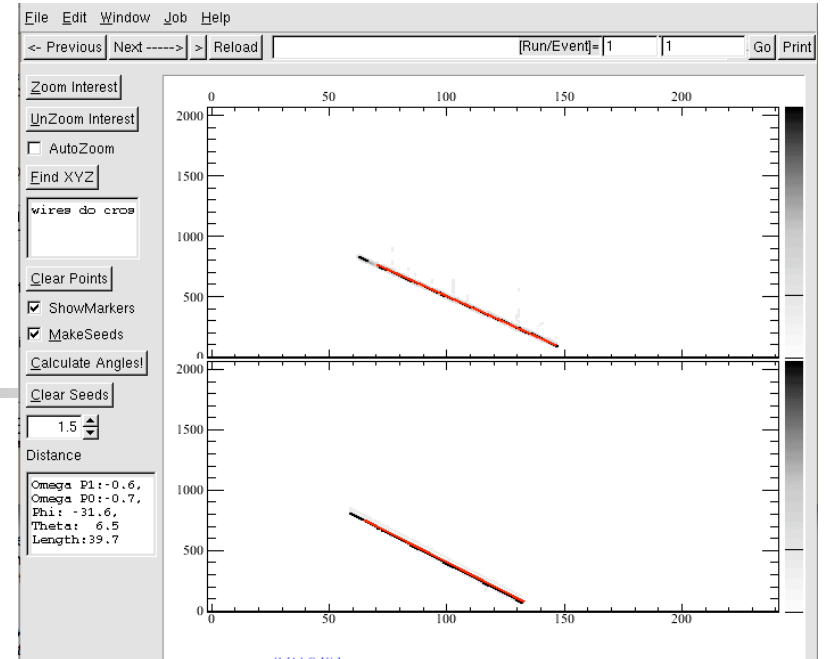 File Edit Window Job Help
<- Previous Next -----> > Reload [Run/Event]= 1 1 Go Print
Zoom Interest
UnZoom Interest
AutoZoom
Find XYZ
wires do cros
Clear Points
ShowMarkers
MakeSeeds
Calculate Angles!
Clear Seeds
1.5
Distance
Omega P1:-0.6,
Omega P0:-0.7,
Phi: -31.6,
Theta: 6.5
Length:39.7
0 50 100 150 200
2000
1500
1000
500
0
2000
1500
1000
500
0
0 50 100 150 200